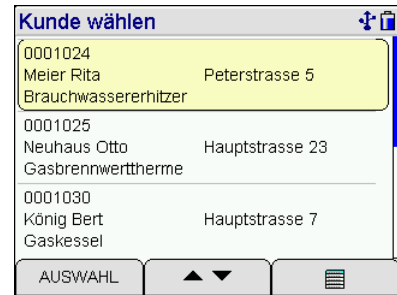 Kunde wählen
0001024
Meier Rita Peterstrasse 5
Brauchwassererhitzer
0001025
Neuhaus Otto Hauptstrasse 23
Gasbrennwerttherme
0001030
König Bert Hauptstrasse 7
Gaskessel
AUSWAHL